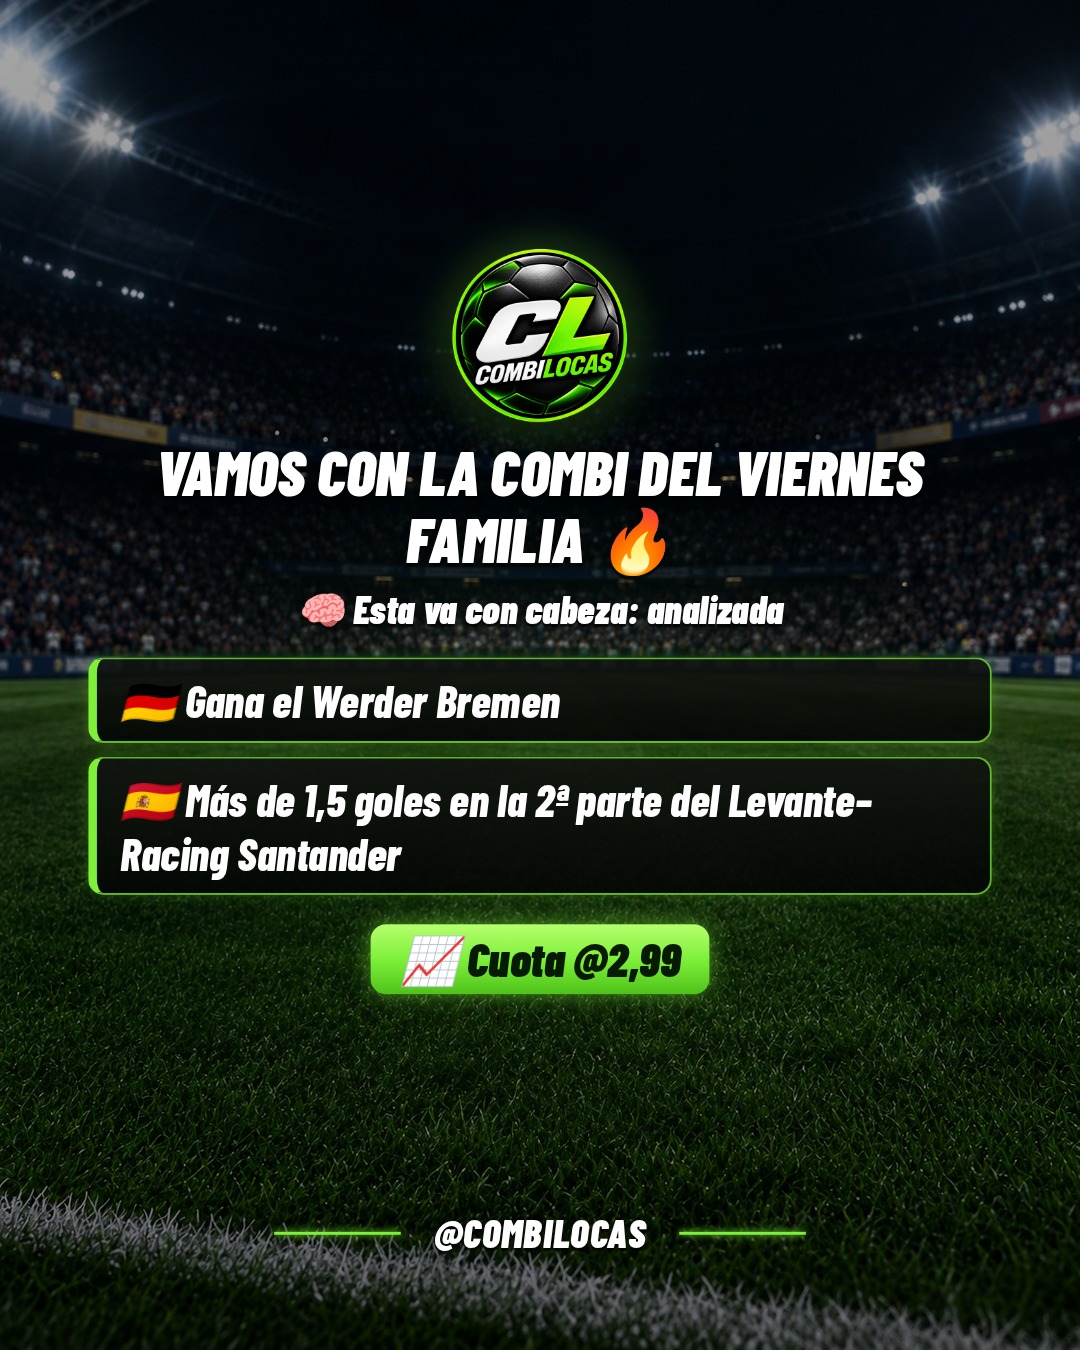 CL
COMBILOCAS
VAMOS CON LA COMBI DEL VIERNES
FAMILIA 🔥
🧠 Esta va con cabeza: analizada
🇩🇪 Gana el Werder Bremen
🇪🇸 Más de 1,5 goles en la 2ª parte del Levante-
Racing Santander
📈 Cuota @2,99
@COMBILOCAS